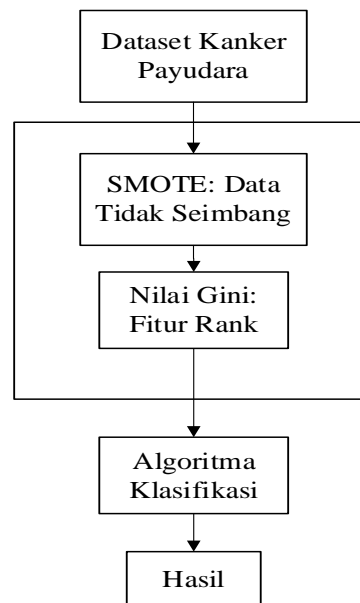 Dataset Kanker
Payudara
SMOTE: Data
Tidak Seimbang
Nilai Gini:
Fitur Rank
Algoritma
Klasifikasi
Hasil